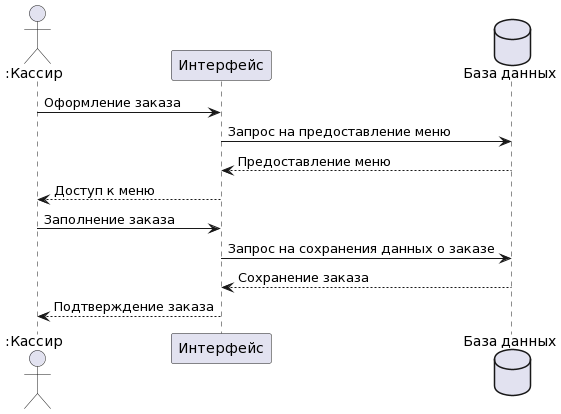 :Кассир
Интерфейс
База данных
Оформление заказа
Запрос на предоставление меню
Предоставление меню
Доступ к меню
Заполнение заказа
Запрос на сохранения данных о заказе
Сохранение заказа
Подтверждение заказа
:Кассир
Интерфейс
База данных